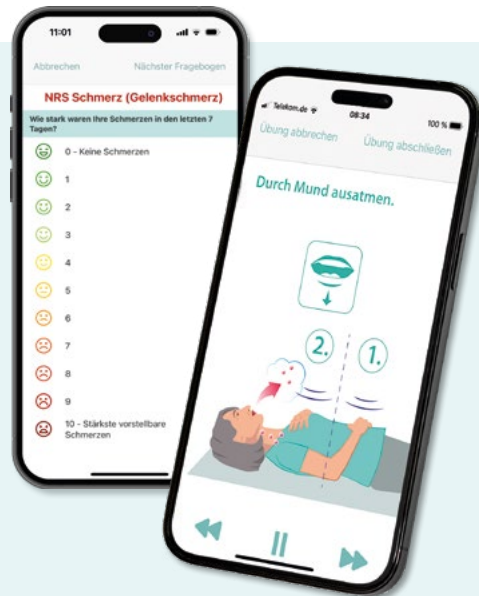 11:01
Abbrechen Nächster Fragebogen
NRS Schmerz (Gelenkschmerz)
Wie stark waren Ihre Schmerzen in den letzten 7
Tagen?
0 - Keine Schmerzen
1
2
3
4
5
6
7
8
9
10 - Stärkste vorstellbare
Schmerzen
Telekom.de 08:34 100 %
Übung abbrechen Übung abschließen
Durch Mund ausatmen.
2. 1.